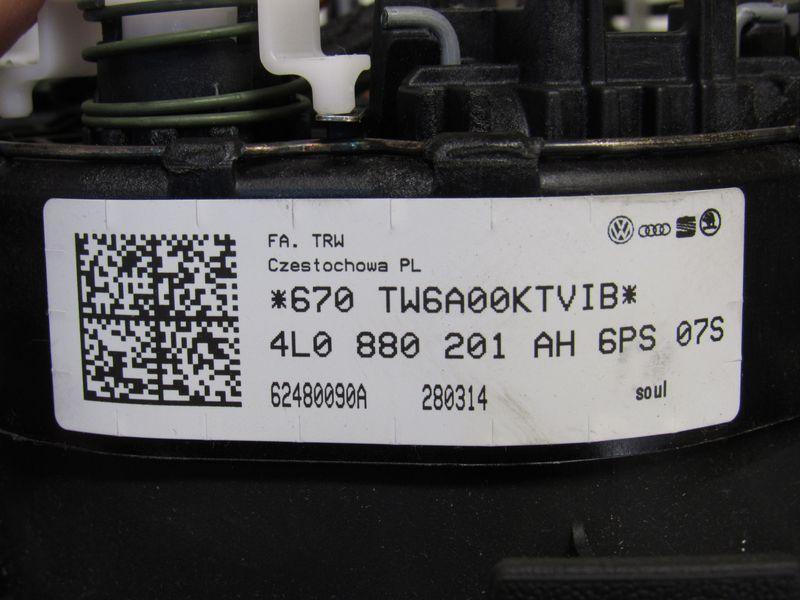 FA. TRW
Czestochowa PL
*670 TW6A00KTVIB*
4L0 880 201 AH 6PS 07S
62480090A 280314 soul